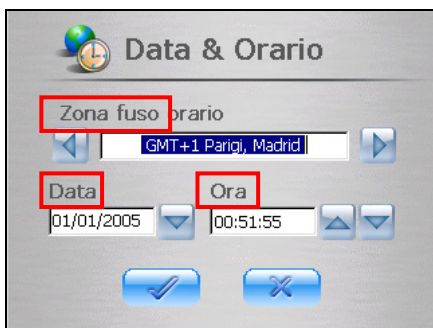 Data & Orario
Zona fuso orario
GMT+1 Parigi, Madrid
Data Ora
01/01/2005 00:51:55